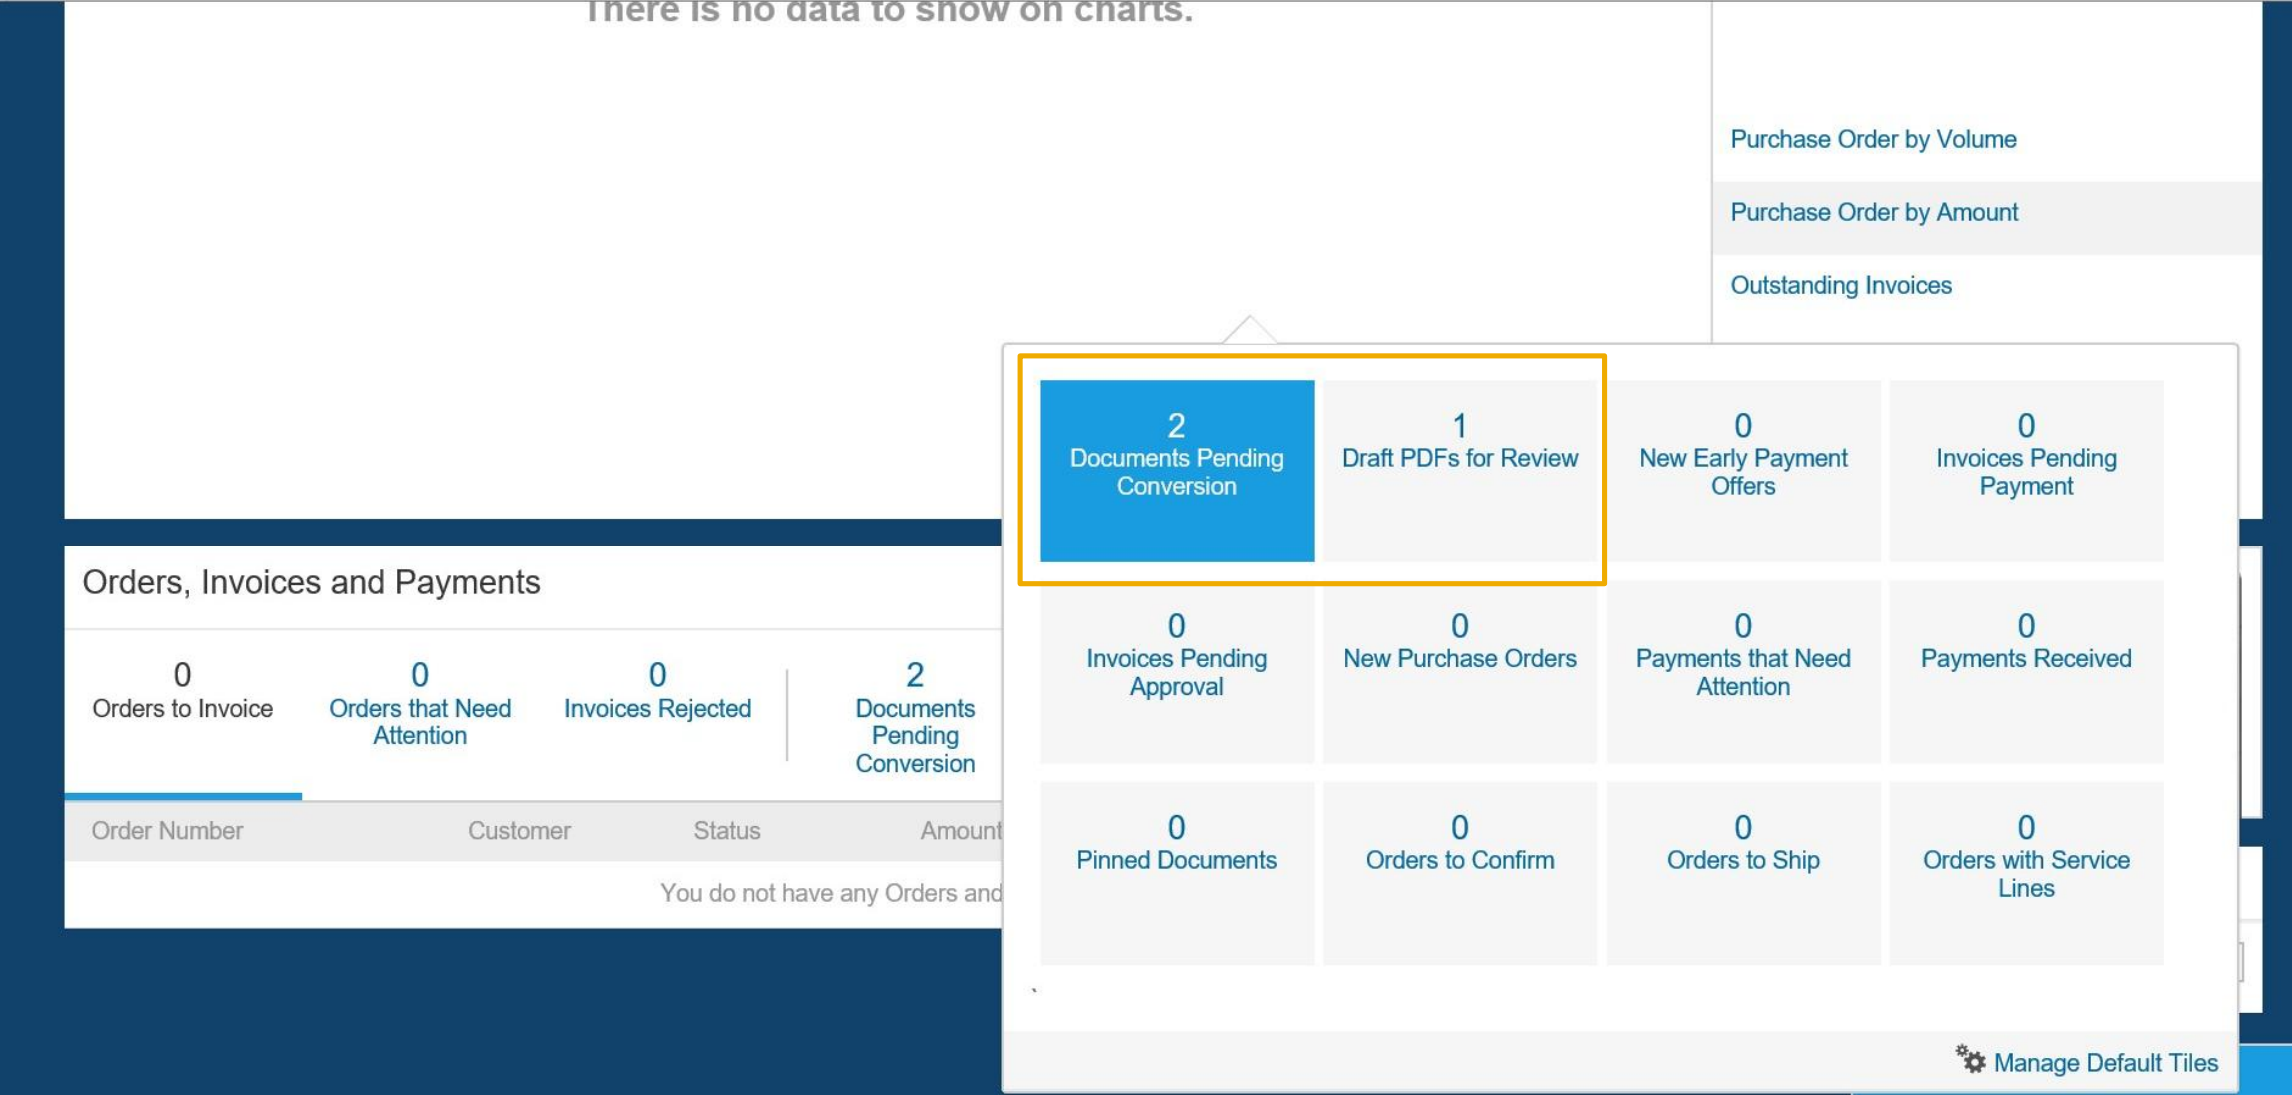 There is no data to show on charts.
Purchase Order by Volume
Purchase Order by Amount
Outstanding Invoices
2
Documents Pending
Conversion
1
Draft PDFs for Review
0
New Early Payment
Offers
0
Invoices Pending
Payment
0
Invoices Pending
Approval
0
New Purchase Orders
0
Payments that Need
Attention
0
Payments Received
0
Pinned Documents
0
Orders to Confirm
0
Orders to Ship
0
Orders with Service
Lines
`
Manage Default Tiles
Orders, Invoices and Payments
0
Orders to Invoice
0
Orders that Need
Attention
0
Invoices Rejected
2
Documents
Pending
Conversion
Order Number Customer Status Amount
You do not have any Orders and